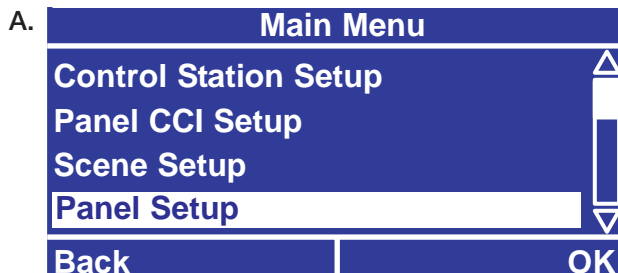 A.
Main Menu
Control Station Setup
Panel CCI Setup
Scene Setup
Panel Setup
Back OK